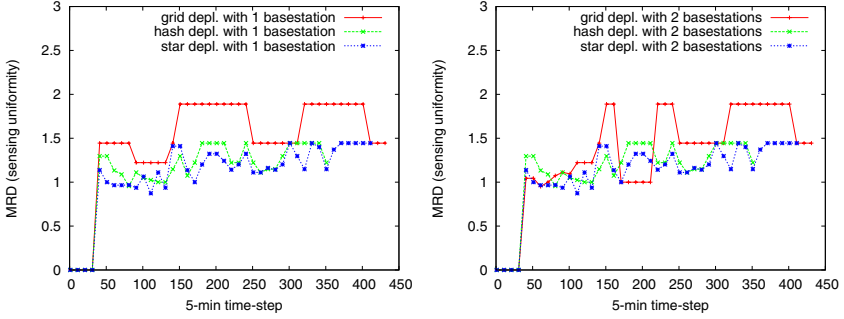 grid depl. with 1 basestation
hash depl. with 1 basestation
star depl. with 1 basestation
MRD (sensing uniformity)
3
2.5
2
1.5
1
0.5
0
0 50 100 150 200 250 300 350 400 450
5-min time-step
grid depl. with 2 basestations
hash depl. with 2 basestations
star depl. with 2 basestations
MRD (sensing uniformity)
3
2.5
2
1.5
1
0.5
0
0 50 100 150 200 250 300 350 400 450
5-min time-step